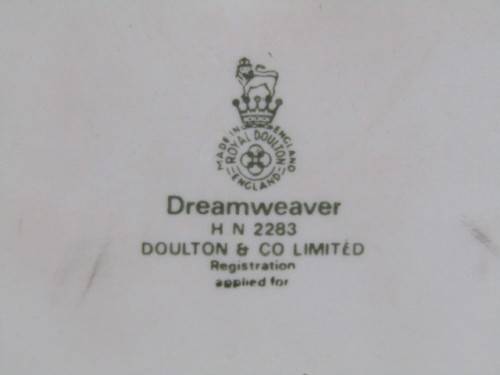 MADE IN ENGLAND
ROYAL DOULTON
ENGLAND
Dreamweaver
H N 2283
DOULTON & CO LIMITED
Registration
applied for